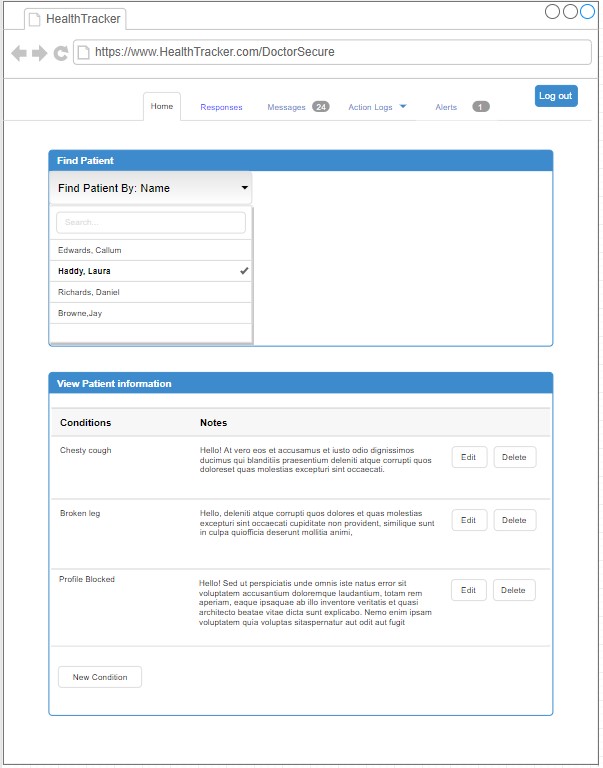 HealthTracker
https://www.HealthTracker.com/DoctorSecure
Log out
Home Responses Messages 24 Action Logs Alerts 1
Find Patient
Find Patient By: Name
Search...
Edwards, Callum
Haddy, Laura
Richards, Daniel
Browne,Jay
View Patient information
Conditions Notes
Chesty cough
Hello! At vero eos et accusamus et iusto odio dignissimos
ducimus qui blanditiis praesentium deleniti atque corrupti quos
doloreset quas molestias excepturi sint occaecati.
Edit Delete
Broken leg
Hello, deleniti atque corrupti quos dolores et quas molestias
excepturi sint occaecati cupiditate non provident, similique sunt
in culpa quiofficia deserunt mollitia animi,
Edit Delete
Profile Blocked
Hello! Sed ut perspiciatis unde omnis iste natus error sit
voluptatem accusantium doloremque laudantium, totam rem
aperiam, eaque ipsaquae ab illo inventore veritatis et quasi
architecto beatae vitae dicta sunt explicabo. Nemo enim ipsam
voluptatem quia voluptas sitaspernatur aut odit aut fugit
Edit Delete
New Condition